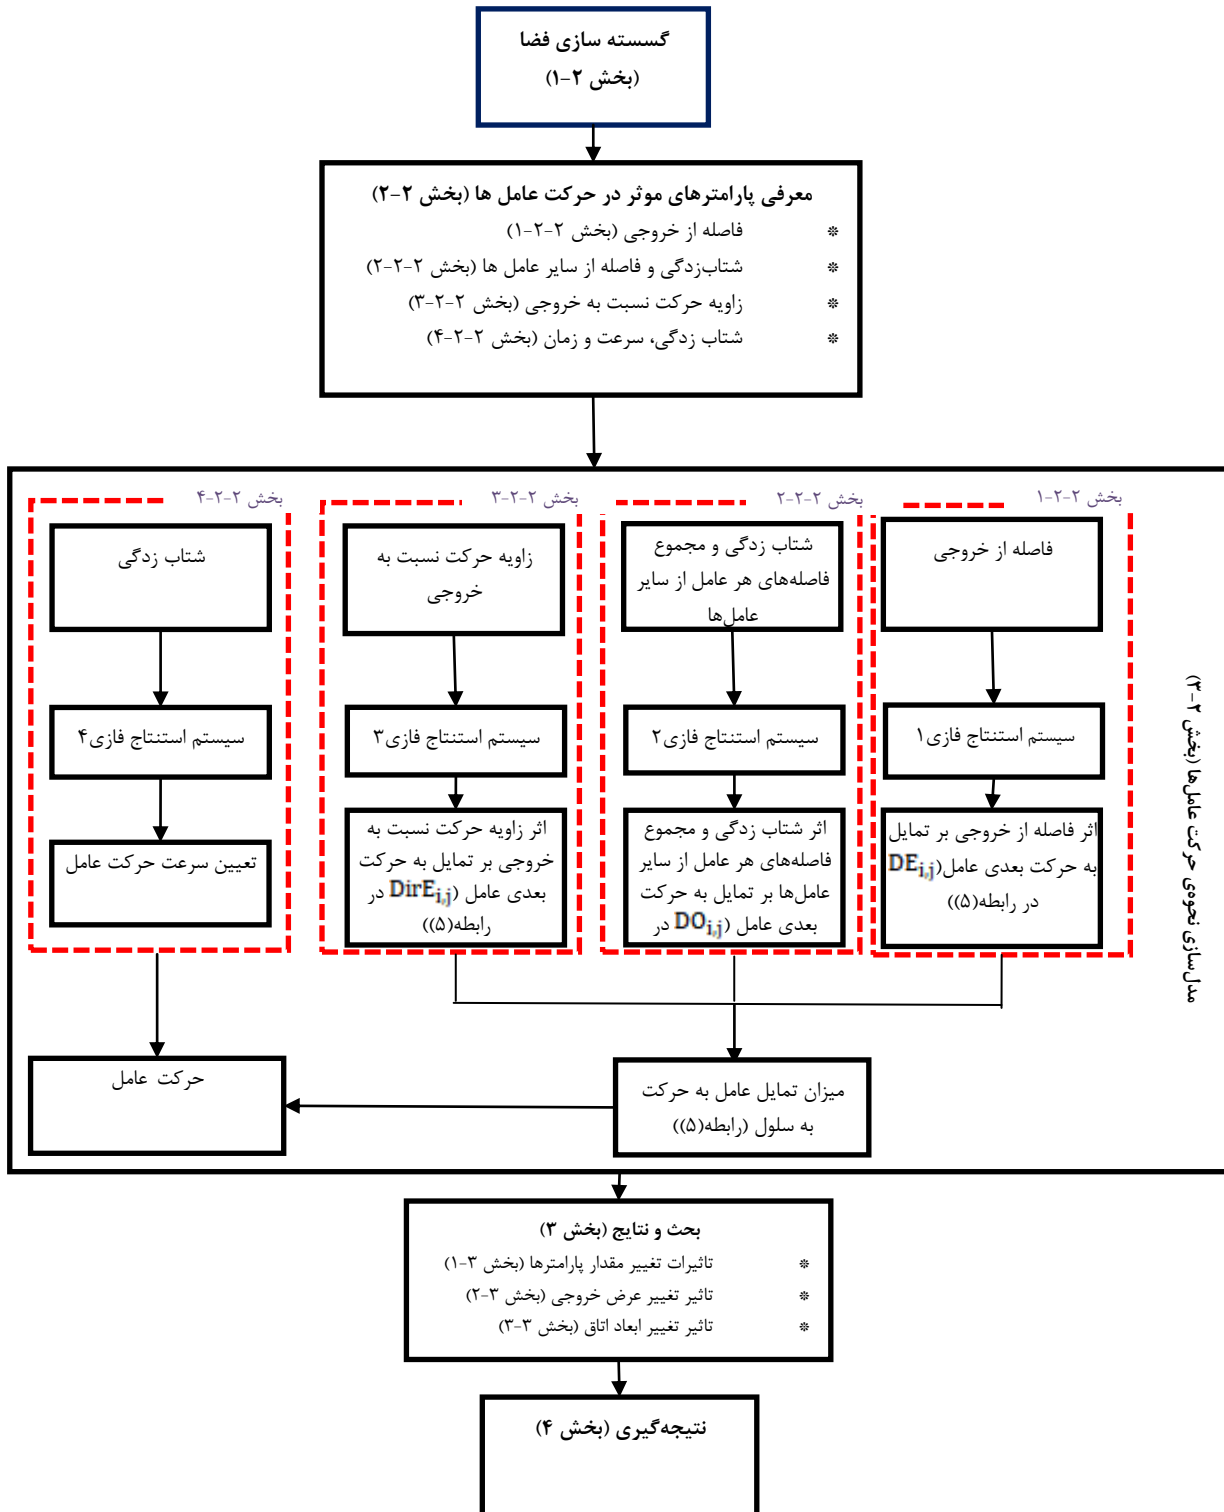 گسسته سازی فضا
(بخش ۲-۱)
معرفی پارامترهای موثر در حرکت عامل ها (بخش ۲-۲)
* فاصله از خروجی (بخش ۲-۲-۱)
* شتاب‌زدگی و فاصله از سایر عامل ها (بخش ۲-۲-۲)
* زاویه حرکت نسبت به خروجی (بخش ۲-۲-۳)
* شتاب زدگی، سرعت و زمان (بخش ۲-۲-۴)
مدل‌سازی نحوه‌ی حرکت عامل‌ها (بخش ۲-۳)
بخش ۲-۲-۱
فاصله از خروجی
سیستم استنتاج فازی۱
اثر فاصله از خروجی بر تمایل
به حرکت بعدی عامل(DEi,j
در رابطه(۵))
بخش ۲-۲-۲
شتاب زدگی و مجموع
فاصله‌های هر عامل از سایر
عامل‌ها
سیستم استنتاج فازی۲
اثر شتاب زدگی و مجموع
فاصله‌های هر عامل از سایر
عامل‌ها بر تمایل به حرکت
بعدی عامل (DOi,j در
بخش ۲-۲-۳
زاویه حرکت نسبت به
خروجی
سیستم استنتاج فازی۳
اثر زاویه حرکت نسبت به
خروجی بر تمایل به حرکت
بعدی عامل (DirEi,j در
رابطه(۵))
بخش ۲-۲-۴
شتاب زدگی
سیستم استنتاج فازی۴
تعیین سرعت حرکت عامل
میزان تمایل عامل به حرکت
به سلول (رابطه(۵))
حرکت عامل
بحث و نتایج (بخش ۳)
* تاثیرات تغییر مقدار پارامترها (بخش ۳-۱)
* تاثیر تغییر عرض خروجی (بخش ۳-۲)
* تاثیر تغییر ابعاد اتاق (بخش ۳-۳)
نتیجه‌گیری (بخش ۴)